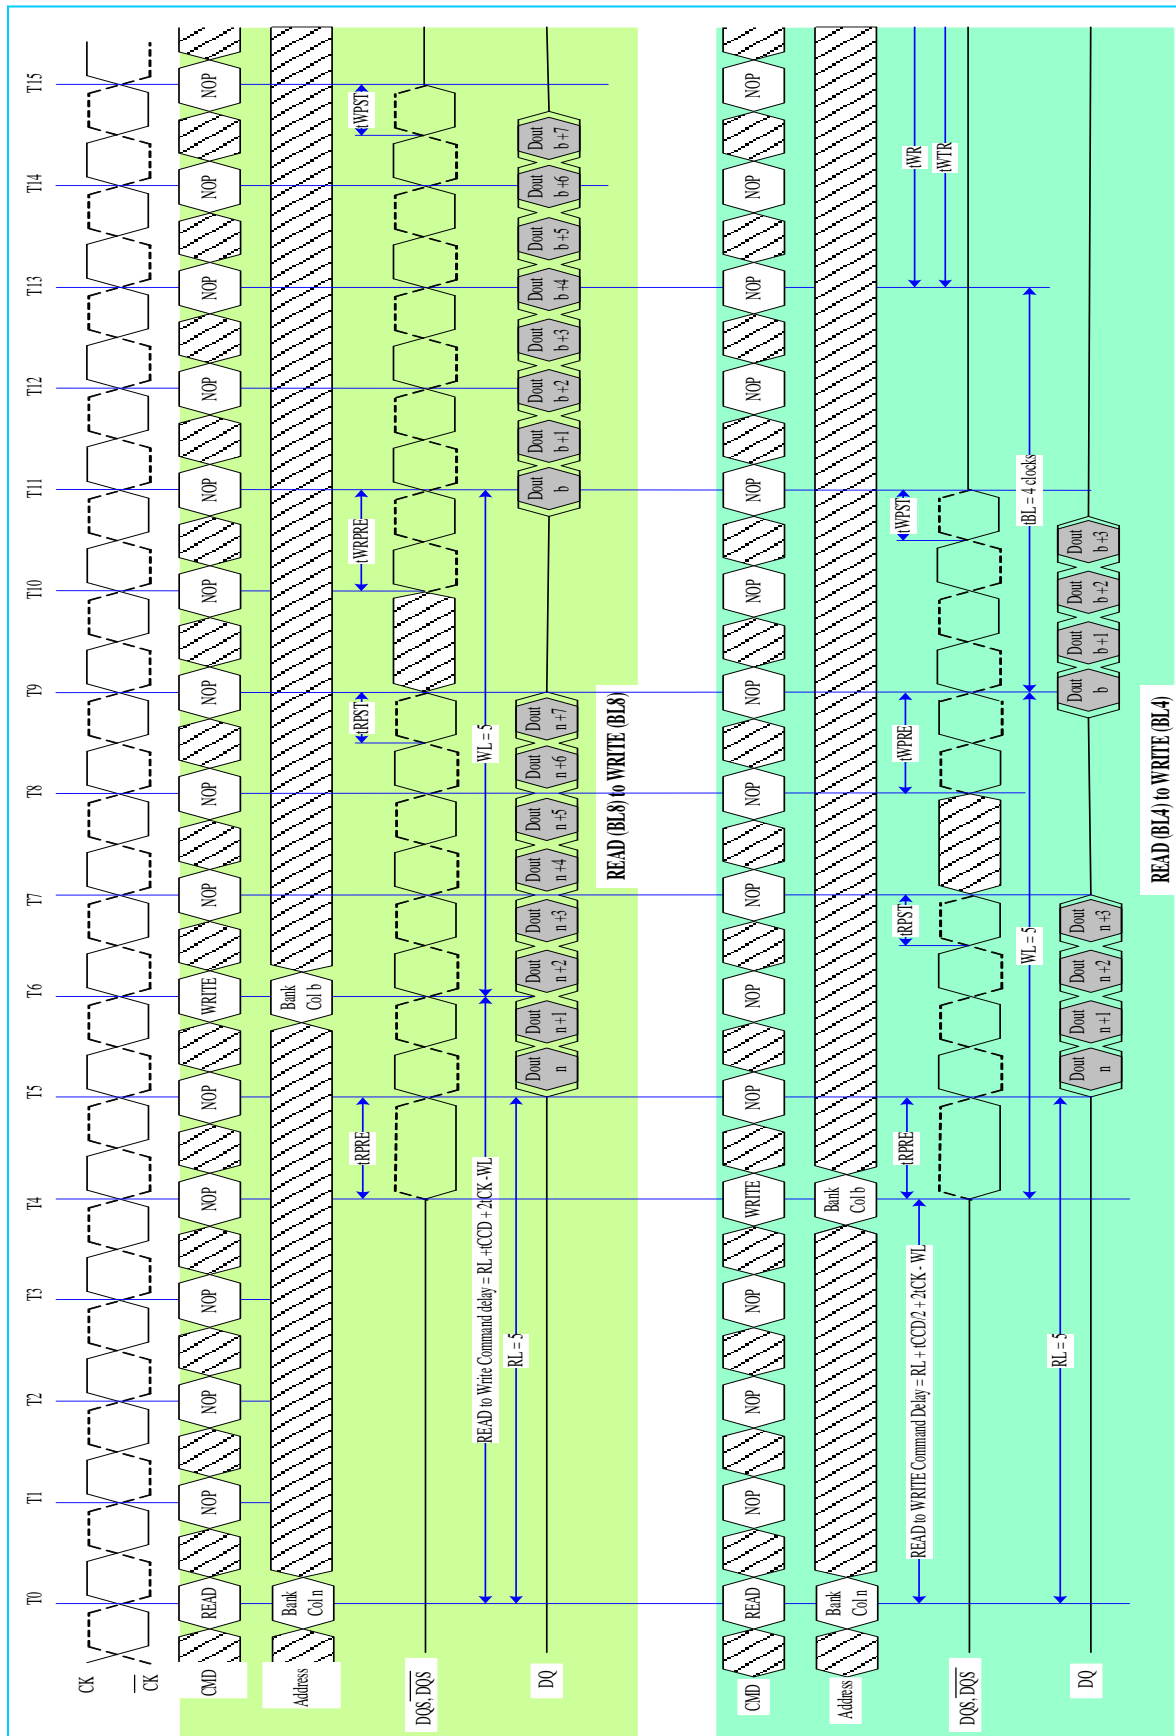 T0 T1 T2 T3 T4 T5 T6 T7 T8 T9 T10 T11 T12 T13 T14 T15
CK
CK
CMD READ NOP NOP NOP NOP NOP WRITE NOP NOP NOP NOP NOP NOP NOP NOP NOP
Address
Bank
Col n
Bank
Col b
tRPRE tRPST tWRPRE tWPST
DQS, DQS
READ to Write Command delay = RL +tCCD + 2tCK -WL WL = 5
RL = 5
DQ
Dout Dout Dout Dout Dout Dout Dout Dout Dout Dout Dout Dout Dout Dout Dout Dout
n n+1 n+2 n+3 n+4 n+5 n+6 n+7 b b+1 b+2 b+3 b+4 b+5 b+6 b+7
READ (BL8) to WRITE (BL8)
CMD READ NOP NOP NOP WRITE NOP NOP NOP NOP NOP NOP NOP NOP NOP NOP NOP
Address
Bank
Col n
Bank
Col b
tRPRE tRPST tWPRE tWPST
READ to WRITE Command Delay = RL + tCCD/2 + 2tCK - WL
tWR
tWTR
DQS, DQS
WL = 5 tBL = 4 clocks
RL = 5
DQ
Dout Dout Dout Dout Dout Dout Dout Dout
n n+1 n+2 n+3 b b+1 b+2 b+3
READ (BL4) to WRITE (BL4)